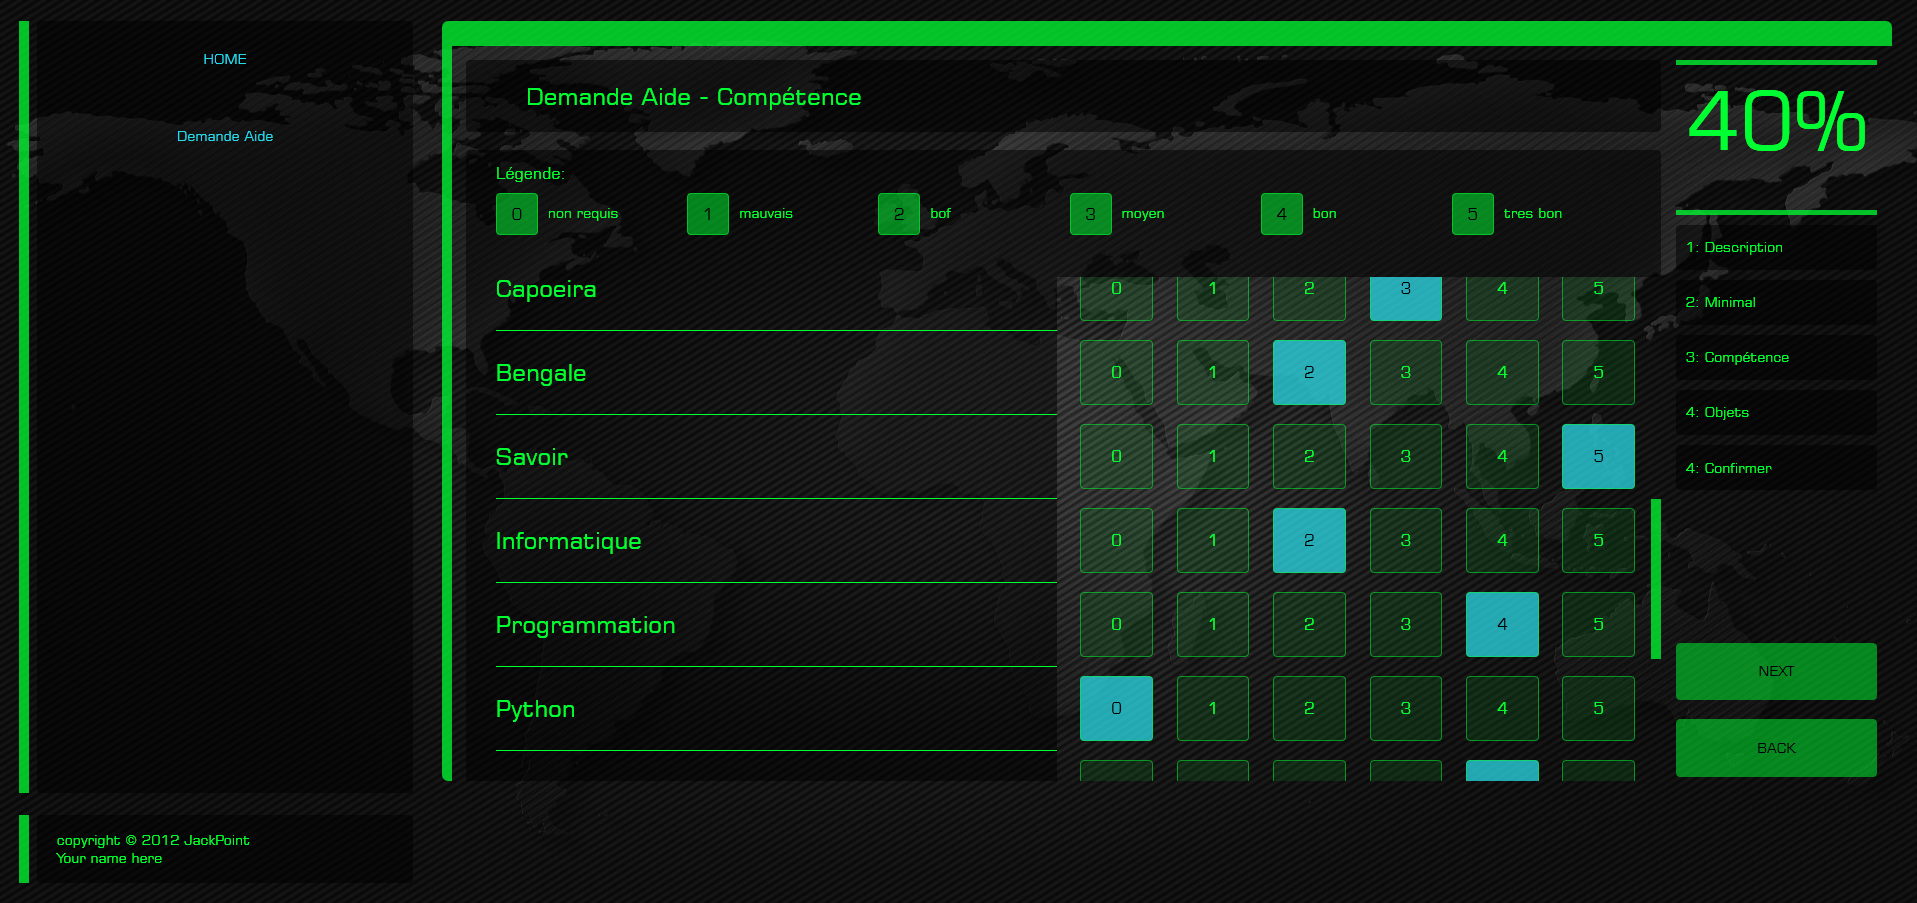 HOME
Demande Aide
copyright © 2012 JackPoint
Your name here
Demande Aide - Compétence
Légende:
0 non requis 1 mauvais 2 bof 3 moyen 4 bon 5 tres bon
Capoeira 0 1 2 3 4 5
Bengale 0 1 2 3 4 5
Savoir 0 1 2 3 4 5
Informatique 0 1 2 3 4 5
Programmation 0 1 2 3 4 5
Python 0 1 2 3 4 5
40%
1: Description
2: Minimal
3: Compétence
4: Objets
4: Confirmer
NEXT
BACK